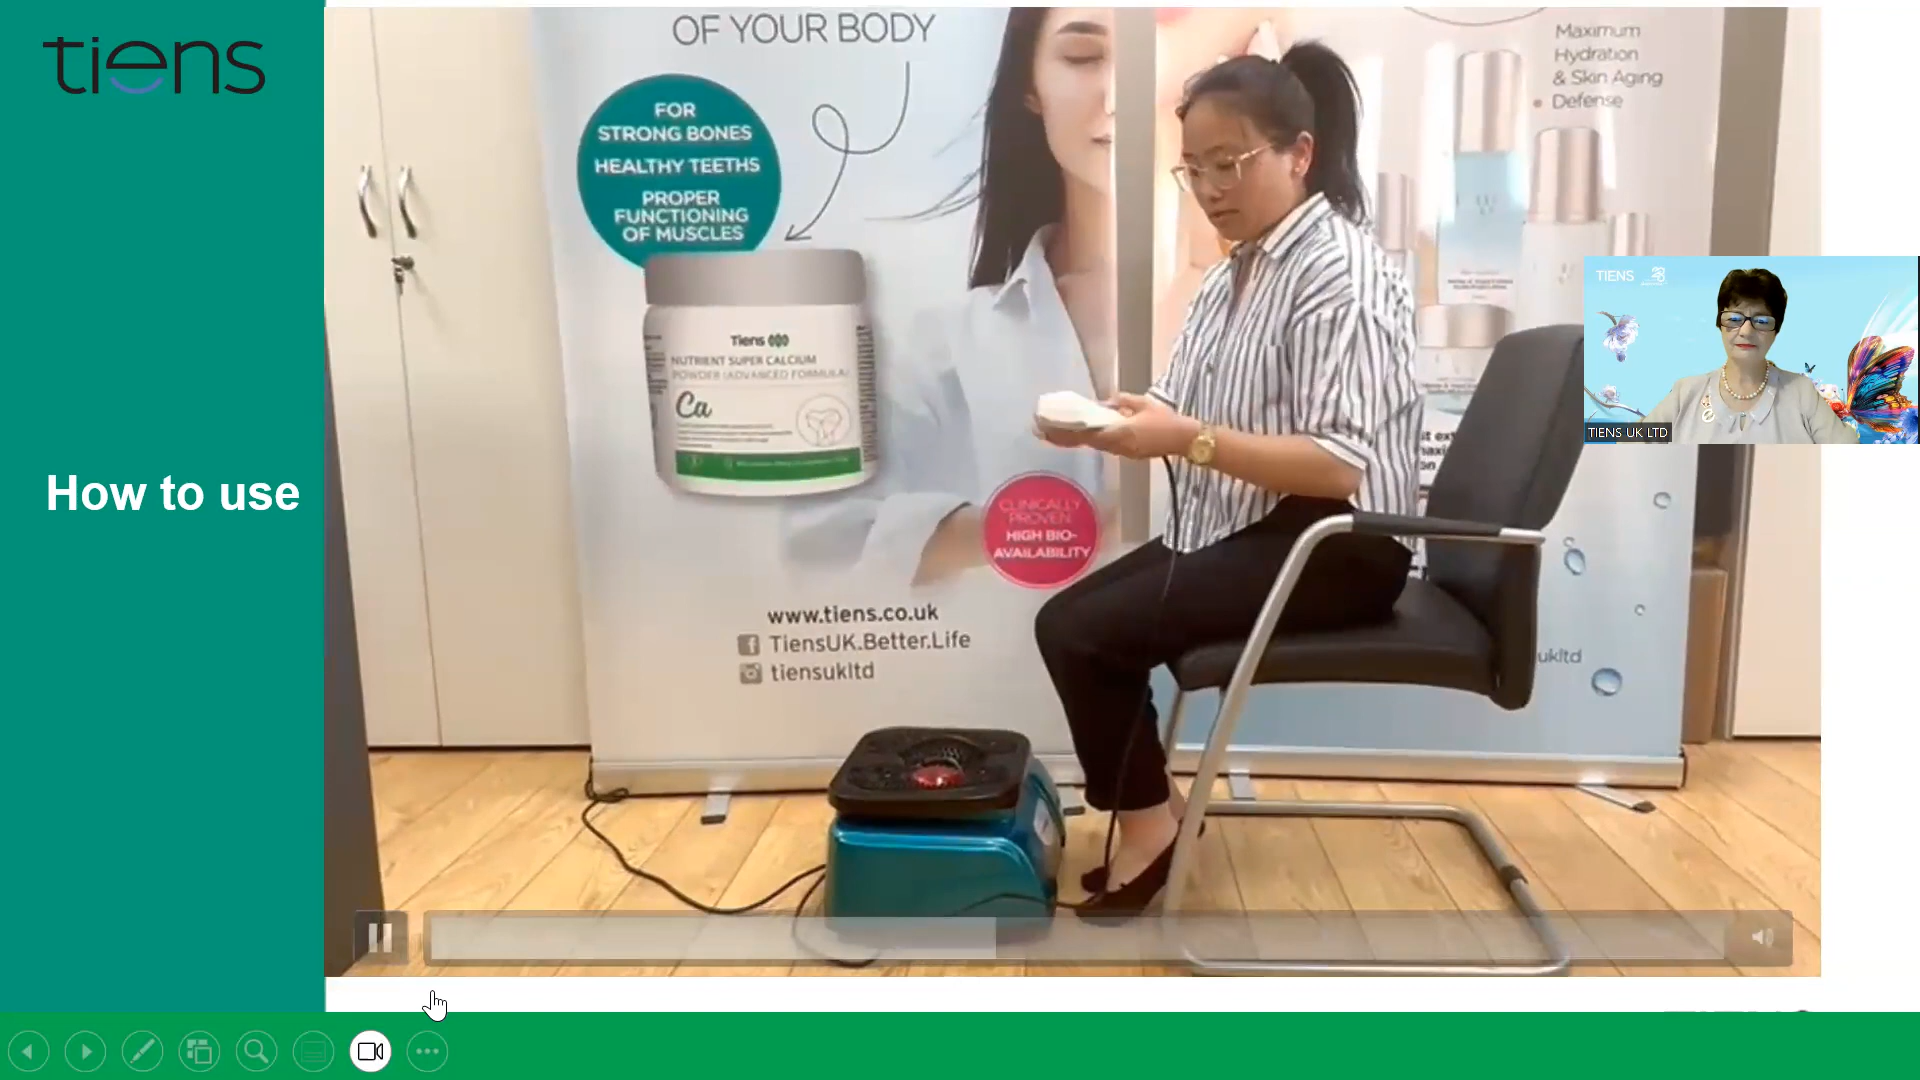 tiens
How to use
OF YOUR BODY
FOR
STRONG BONES
HEALTHY TEETHS
PROPER
FUNCTIONING
OF MUSCLES
Tiens
NUTRIENT SUPER CALCIUM
POWDER (ADVANCED FORMULA)
Ca
CLINICALLY
PROVEN
HIGH BIO-
AVAILABILITY
www.tiens.co.uk
TiensUK.Better.Life
tiensukltd
Maximum
Hydration
& Skin Aging
Defense
ukltd
TIENS
TIENS UK LTD